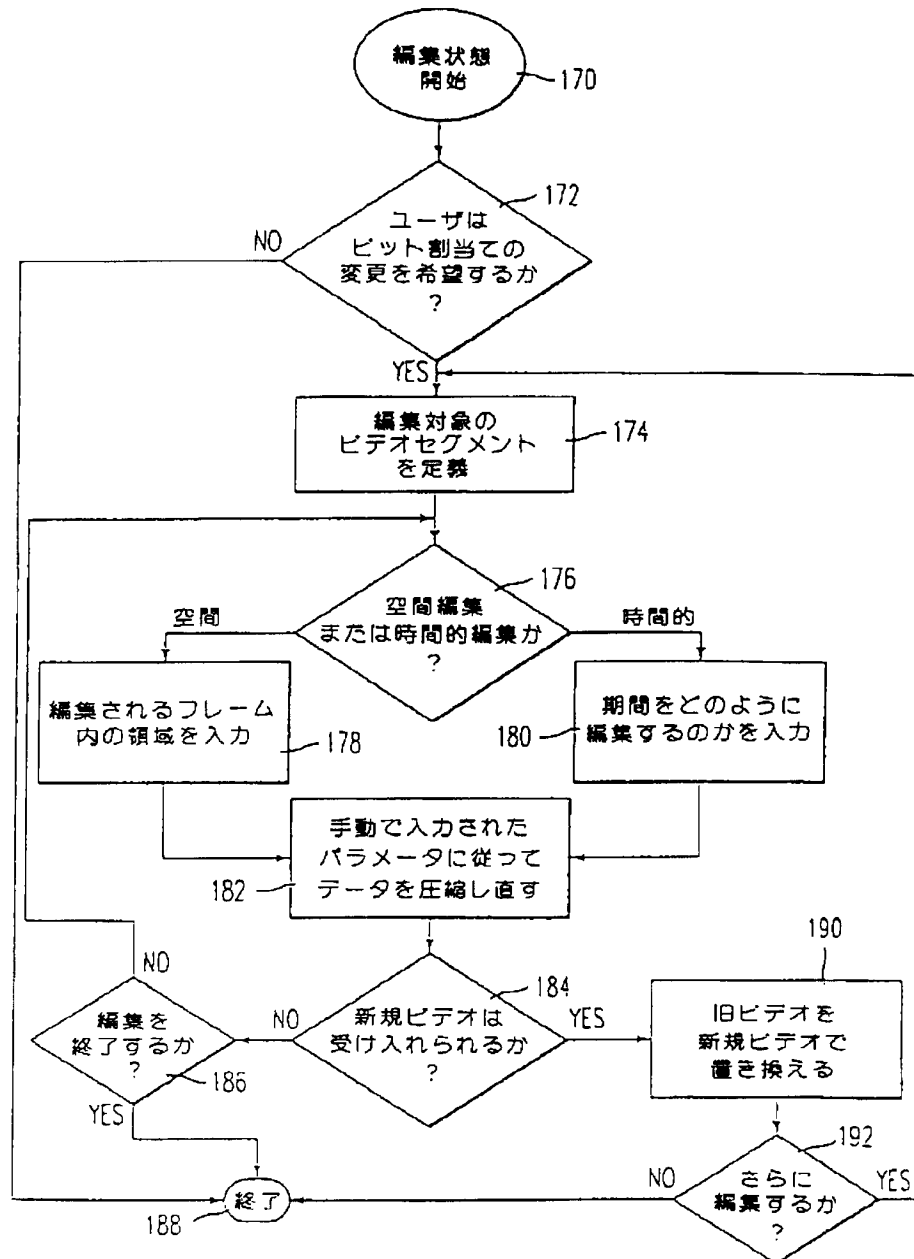 編集状態
開始
170
172
ユーザは
ビット割当ての
変更を希望するか
?
NO
YES
編集対象の
ビデオセグメント
を定義
174
176
空間編集
または時間的編集か
?
空間
時間的
編集されるフレーム
内の領域を入力
178
期間をどのように
編集するのかを入力
180
手動で入力された
パラメータに従って
データを圧縮し直す
182
184
新規ビデオは
受け入れられるか
?
NO
YES
190
旧ビデオを
新規ビデオで
置き換える
NO
編集を
終了するか
?
186
YES
192
さらに
編集するか
?
NO
YES
終了
188